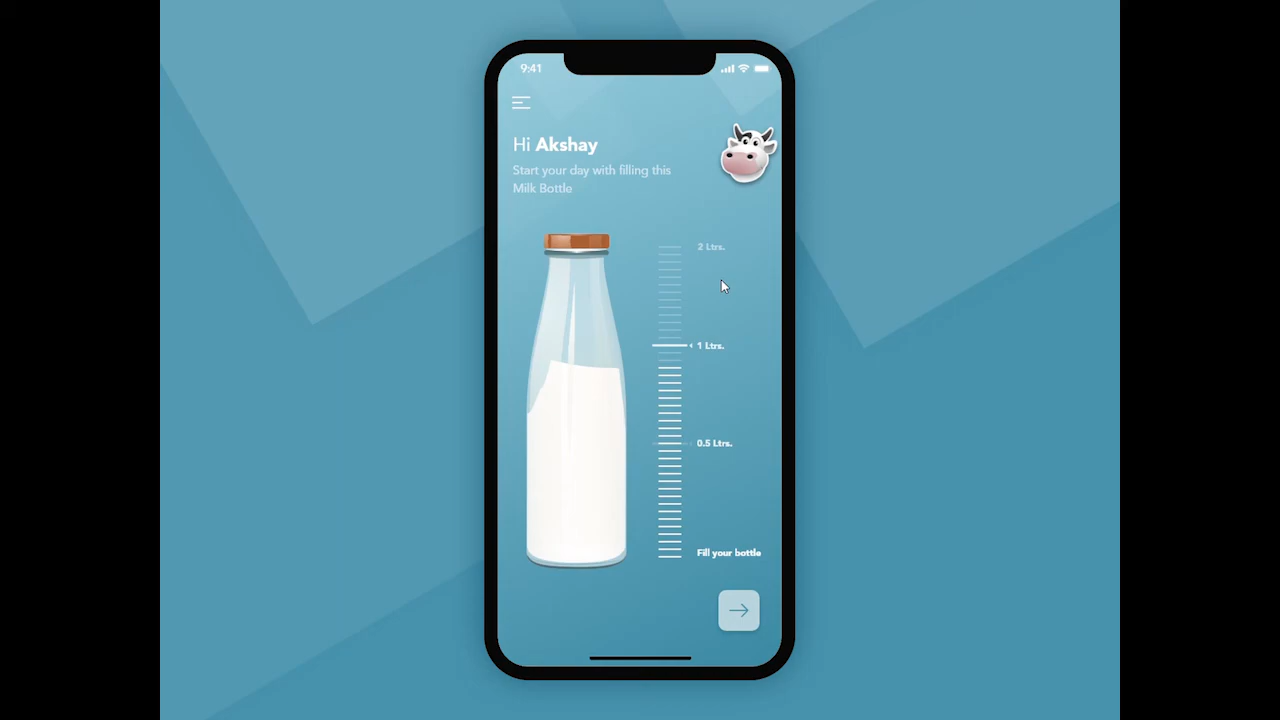 9:41
Hi Akshay
Start your day with filling this
Milk Bottle
2 Ltrs.
1 Ltrs.
0.5 Ltrs.
Fill your bottle